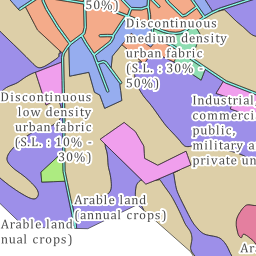 50%)
Discontinuous
medium density
urban fabric
(S.L. : 30% -
50%)
Discontinuous
low density
urban fabric
(S.L. : 10% -
30%)
Industrial,
commerci
public,
military a
private un
Arable land
(annual crops)
Arable land
nual crops)
Ar